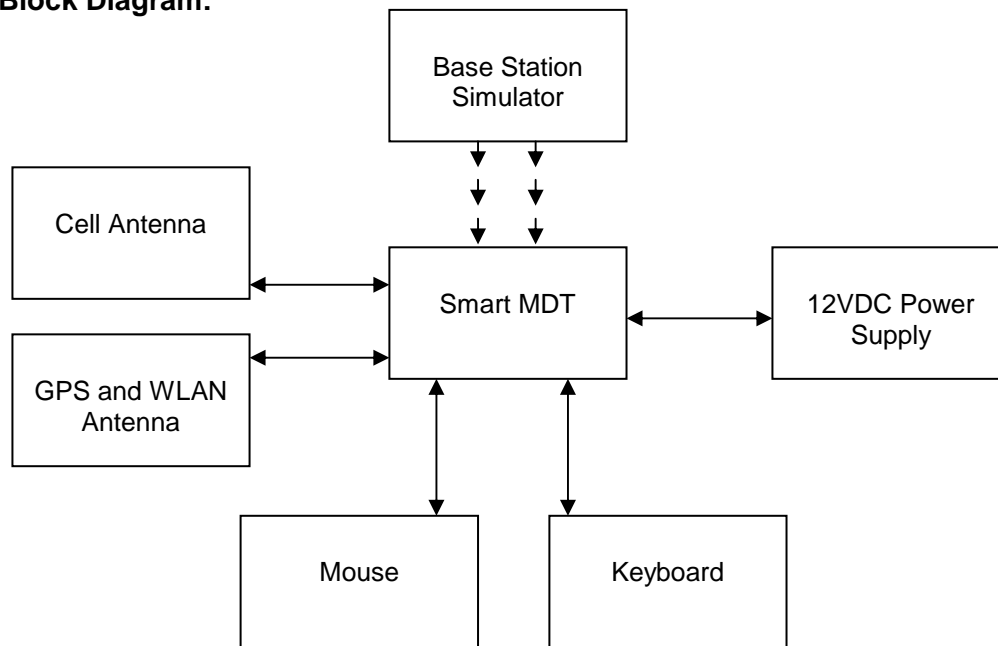 Block Diagram:
Base Station
Simulator
Cell Antenna
Smart MDT
12VDC Power
Supply
GPS and WLAN
Antenna
Mouse
Keyboard